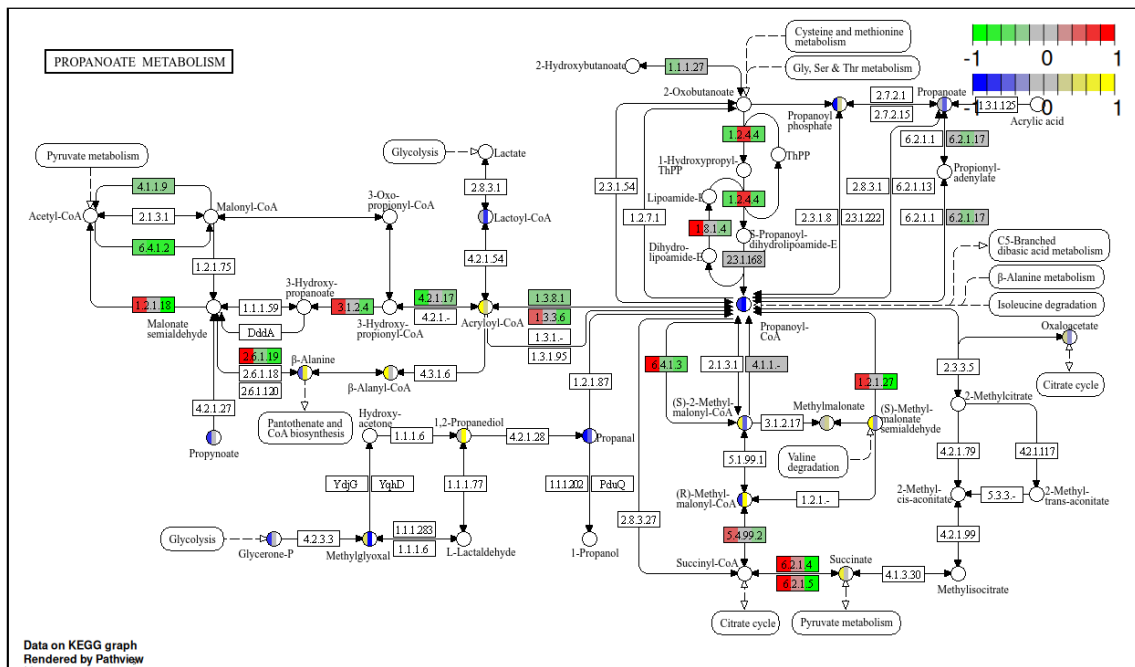 PROPANOATE METABOLISM
Cysteine and methionine
metabolism
Gly, Ser & Thr metabolism
2-Hydroxybutanoate
1.1.1.27
-1 0 1
-1 0 1
2-Oxobutanoate
Propanoyl
phosphate
2.7.2.1
2.7.2.15
Propanoate
1.3.1.125
Acrylic acid
Pyruvate metabolism
Glycolysis
Lactate
1.2.4.4
ThPP
6.2.1.1
6.2.1.17
4.1.1.9
2.8.3.1
1-Hydroxypropyl-
ThPP
Propionyl-
adenylate
Acetyl-CoA
2.1.3.1
Malonyl-CoA
3-Oxo-
propionyl-CoA
Lactoyl-CoA
2.3.1.54
Lipoamide-E
1.2.4.4
2.8.3.1
6.2.1.13
6.4.1.2
1.2.7.1
1.8.1.4
S-Propanoyl-
dihydrolipoamide-E
2.3.1.8
2.3.1.222
6.2.1.1
6.2.1.17
1.2.1.75
4.2.1.54
Dihydro-
lipoamide-E
2.3.1.168
C5-Branched
dibasic acid metabolism
β-Alanine metabolism
Isoleucine degradation
1.2.1.18
Malonate
semialdehyde
1.1.1.59
3-Hydroxy-
propanoate
3.1.2.4
3-Hydroxy-
propionyl-CoA
4.2.1.17
4.2.1.-
Acryloyl-CoA
1.3.8.1
1.3.3.6
1.3.1.-
1.3.1.95
Propanoyl-
CoA
DddA
Oxaloacetate
2.6.1.19
2.6.1.18
2.6.1.120
β-Alanine
β-Alanyl-CoA
4.3.1.6
1.2.1.87
6.4.1.3
2.1.3.1
4.1.1.-
1.2.1.27
2.3.3.5
Citrate cycle
4.2.1.27
Pantothenate and
CoA biosynthesis
Hydroxy-
acetone
1.1.1.6
1,2-Propanediol
4.2.1.28
Propanal
(S)-2-Methyl-
malonyl-CoA
3.1.2.17
Methylmalonate
(S)-Methyl-
malonate
semialdehyde
2-Methylcitrate
Propynoate
Valine
degradation
5.1.99.1
4.2.1.79
4.2.1.117
YdjG
YqhD
1.1.1.77
1.1.1.202
PduQ
(R)-Methyl-
malonyl-CoA
1.2.1.-
2-Methyl-
cis-aconitate
5.3.3.-
2-Methyl-
trans-aconitate
Glycolysis
Glycerone-P
4.2.3.3
Methylglyoxal
1.1.1.283
1.1.1.6
L-Lactaldehyde
1-Propanol
2.8.3.27
5.4.99.2
4.2.1.99
Succinyl-CoA
6.2.1.4
6.2.1.5
Succinate
4.1.3.30
Methylisocitrate
Citrate cycle
Pyruvate metabolism
Data on KEGG graph
Rendered by Pathview